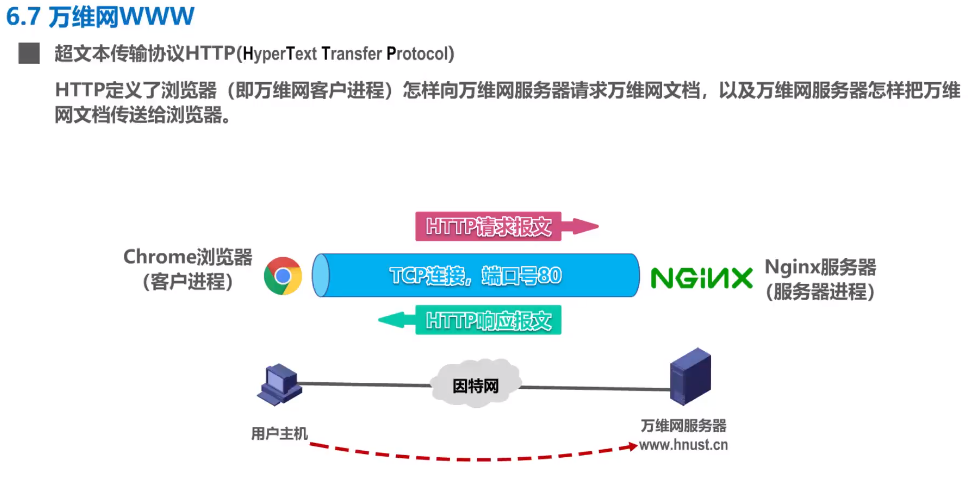 6.7 万维网WWW
超文本传输协议HTTP(HyperText Transfer Protocol)
HTTP定义了浏览器（即万维网客户进程）怎样向万维网服务器请求万维网文档，以及万维网服务器怎样把万维
网文档传送给浏览器。
HTTP请求报文
Chrome浏览器
（客户进程）
TCP连接，端口号80
NGINX
Nginx服务器
（服务器进程）
HTTP响应报文
因特网
用户主机
万维网服务器
www.hnust.cn